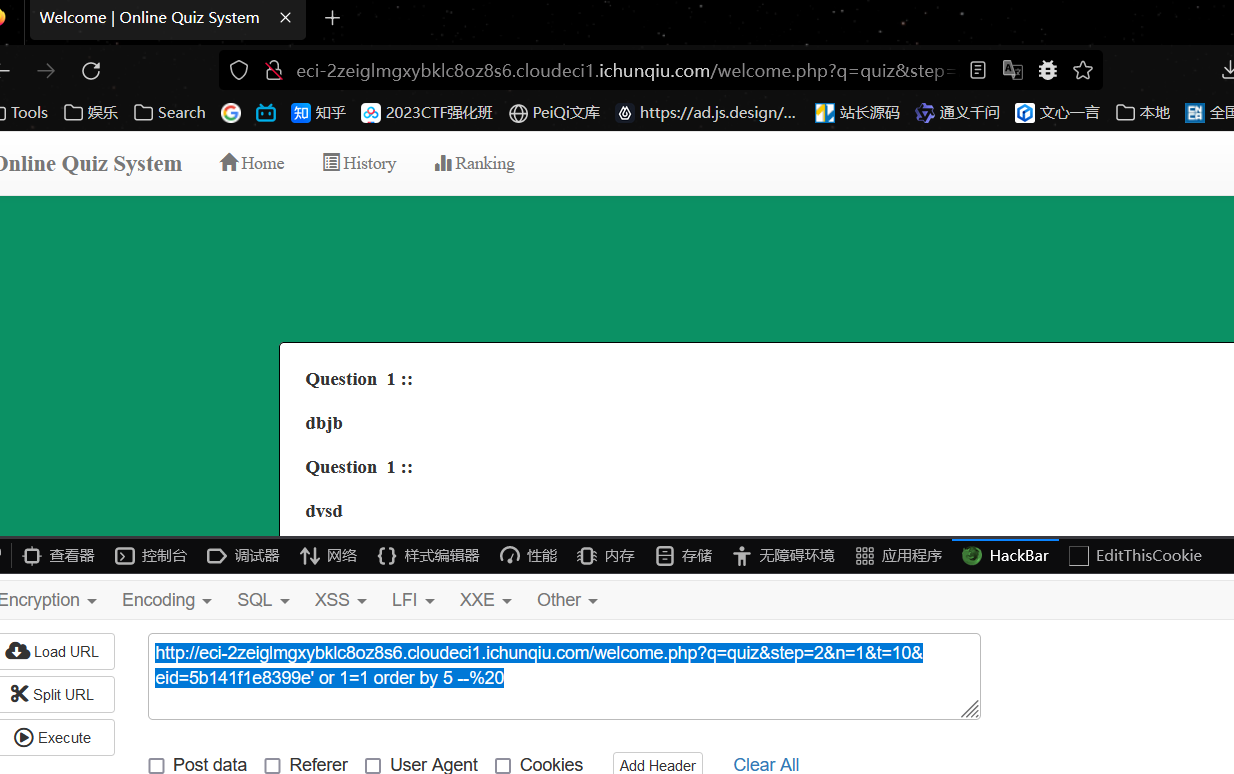 Welcome | Online Quiz System
eci-2zeiglmgxybklc8oz8s6.cloudeci1.ichunqiu.com/welcome.php?q=quiz&step=
Tools 娱乐 Search 知 知乎 2023CTF强化班 PeiQi文库 https://ad.js.design/... 站长源码 通义千问 文心一言 本地 全国
Online Quiz System Home History Ranking
Question 1 ::
dbjb
Question 1 ::
dvsd
查看器 控制台 调试器 网络 样式编辑器 性能 内存 存储 无障碍环境 应用程序 HackBar EditThisCookie
Encryption Encoding SQL XSS LFI XXE Other
Load URL
Split URL
Execute
http://eci-2zeiglmgxybklc8oz8s6.cloudeci1.ichunqiu.com/welcome.php?q=quiz&step=2&n=1&t=10&
eid=5b141f1e8399e' or 1=1 order by 5 --%20
Post data Referer User Agent Cookies Add Header Clear All